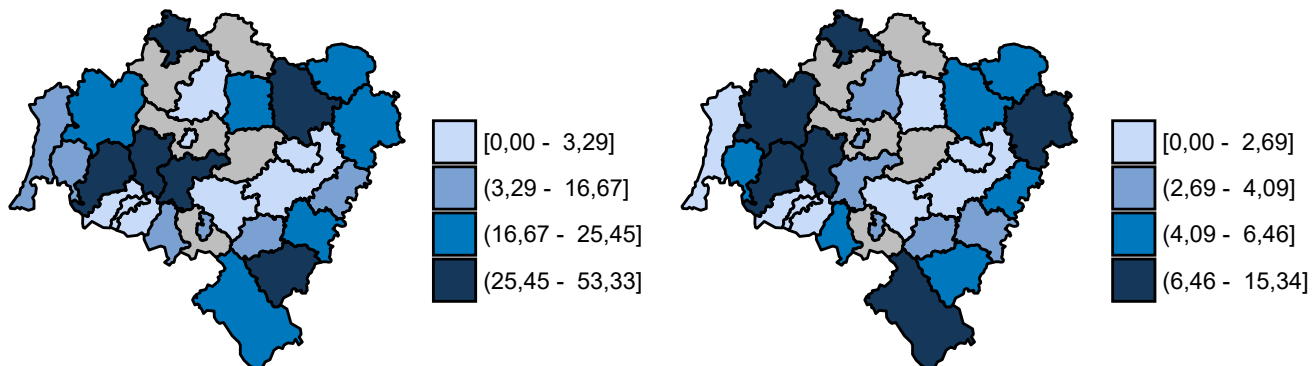 [0,00 - 3,29]
(3,29 - 16,67]
(16,67 - 25,45]
(25,45 - 53,33]
[0,00 - 2,69]
(2,69 - 4,09]
(4,09 - 6,46]
(6,46 - 15,34]